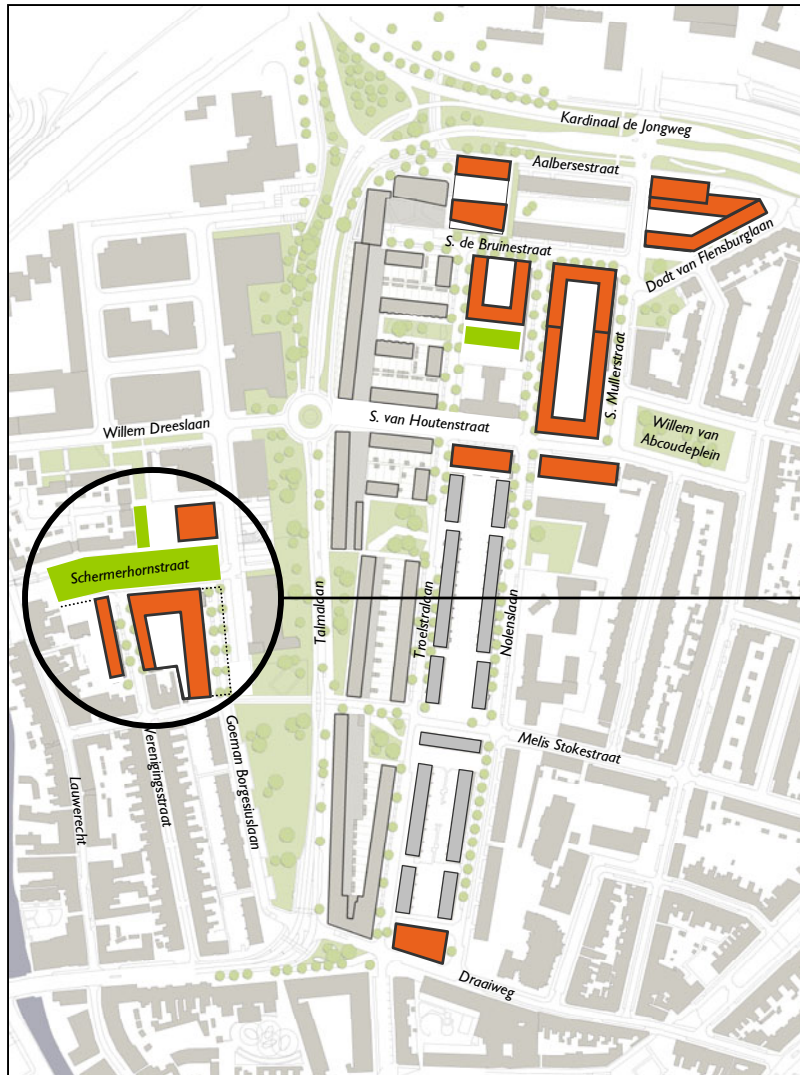 Kardinaal de Jongweg
Aalbersestraat
S. de Bruinestraat
Dodt van Flensburglaan
S. Mullerstraat
S. van Houtenstraat
Willem van
Abcoudeplein
Willem Dreeslaan
Schermerhornstraat
Talmalaan
Troelstralaan
Nolenslaan
Melis Stokestraat
Goeman Borgesiuslaan
Verenigingsstraat
Lauwerecht
Draaiweg